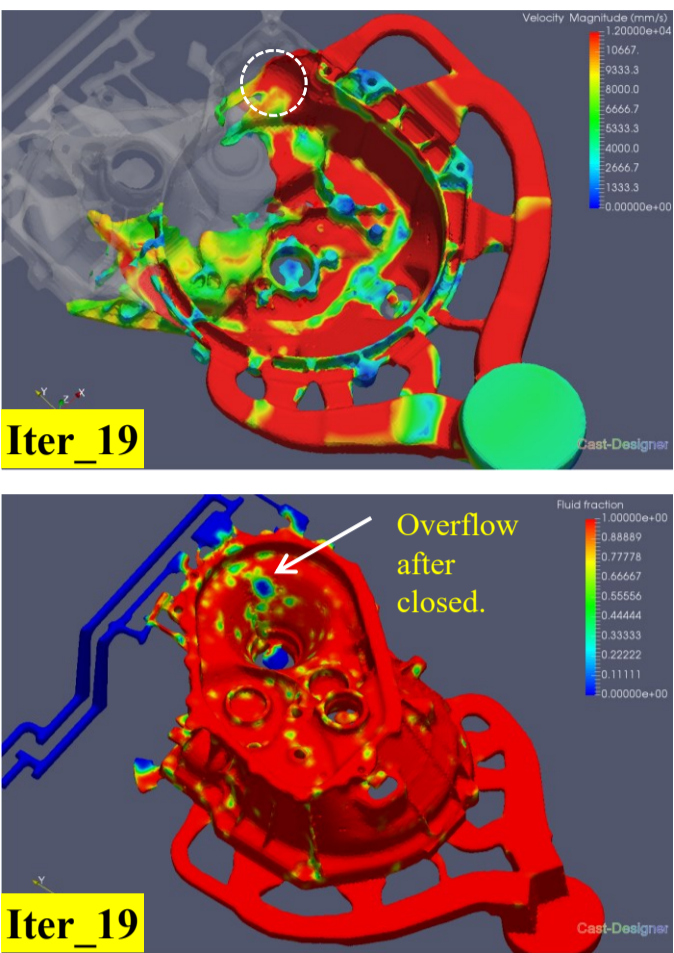 Velocity Magnitude (mm/s)
1.20000e+04
10667.
9333.3
8000.0
6666.7
5333.3
4000.0
2666.7
1333.3
0.00000e+00
Y
Z
X
Iter_19
Cast-Designer
Fluid fraction
1.00000e+00
0.88889
0.77778
0.66667
0.55556
0.44444
0.33333
0.22222
0.11111
0.00000e+00
Overflow
after
closed.
Y
Iter_19
Cast-Designer